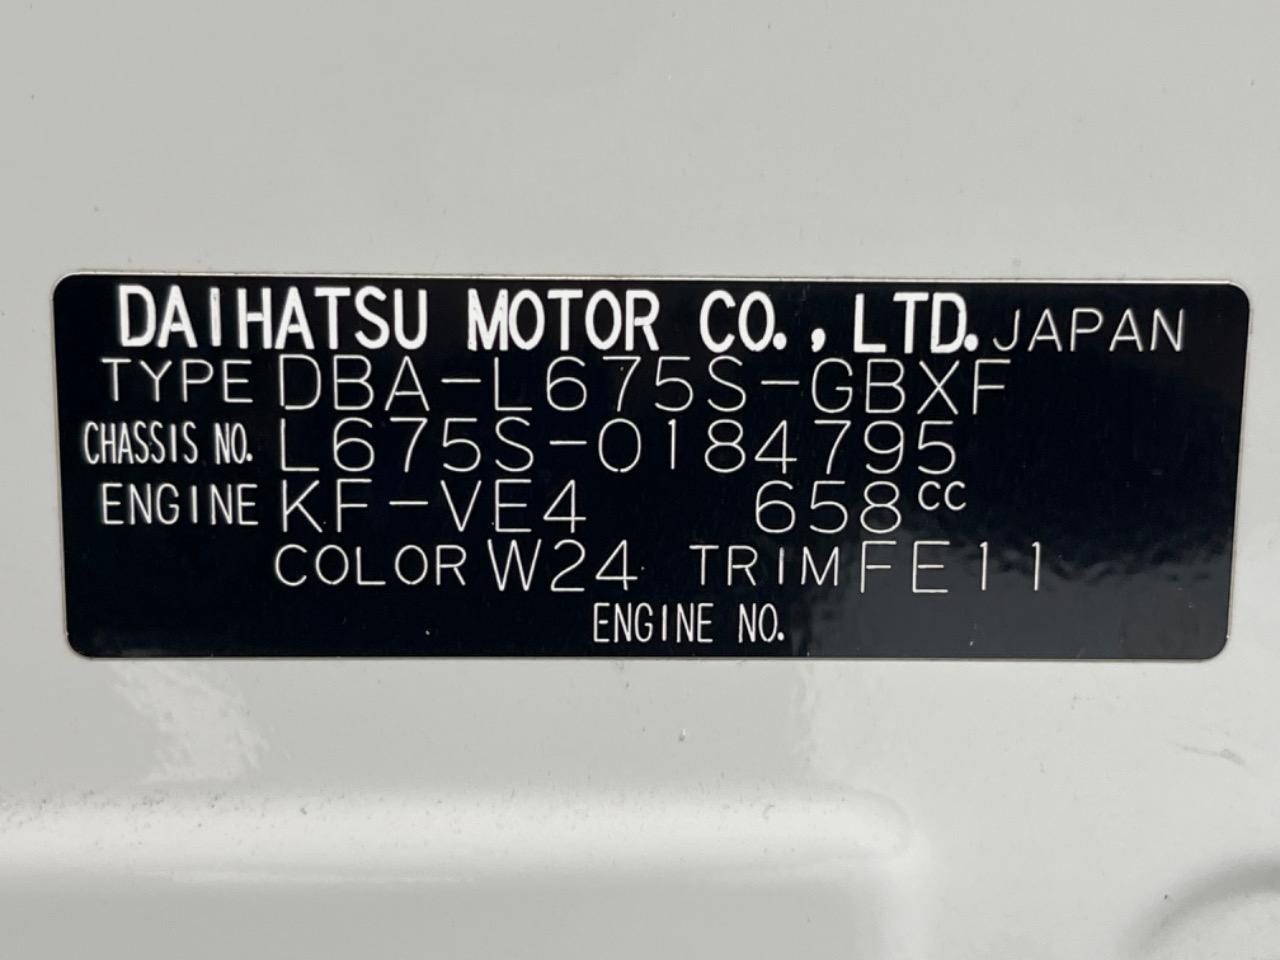 DAIHATSU MOTOR CO., LTD. JAPAN
TYPE DBA-L675S-GBXF
CHASSIS NO. L675S-0184795
ENGINE KF-VE4 658cc
COLOR W24 TRIM FE11
ENGINE NO.